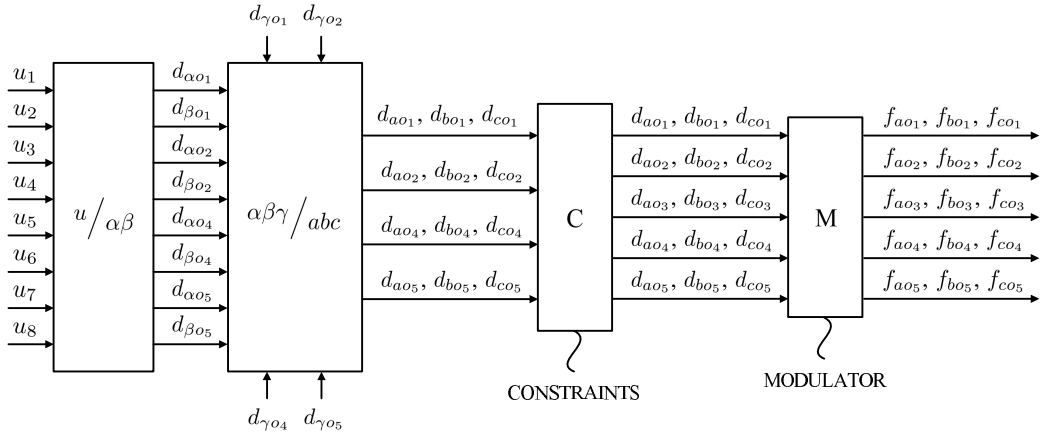 d_{γo_1} d_{γo_2}
u_1
u_2
u_3
u_4
u_5
u_6
u_7
u_8
u/αβ
d_{αo_1}
d_{βo_1}
d_{αo_2}
d_{βo_2}
d_{αo_4}
d_{βo_4}
d_{αo_5}
d_{βo_5}
αβγ/abc
d_{γo_4} d_{γo_5}
d_{ao_1}, d_{bo_1}, d_{co_1}
d_{ao_2}, d_{bo_2}, d_{co_2}
d_{ao_4}, d_{bo_4}, d_{co_4}
d_{ao_5}, d_{bo_5}, d_{co_5}
C
CONSTRAINTS
d_{ao_1}, d_{bo_1}, d_{co_1}
d_{ao_2}, d_{bo_2}, d_{co_2}
d_{ao_3}, d_{bo_3}, d_{co_3}
d_{ao_4}, d_{bo_4}, d_{co_4}
d_{ao_5}, d_{bo_5}, d_{co_5}
M
MODULATOR
f_{ao_1}, f_{bo_1}, f_{co_1}
f_{ao_2}, f_{bo_2}, f_{co_2}
f_{ao_3}, f_{bo_3}, f_{co_3}
f_{ao_4}, f_{bo_4}, f_{co_4}
f_{ao_5}, f_{bo_5}, f_{co_5}